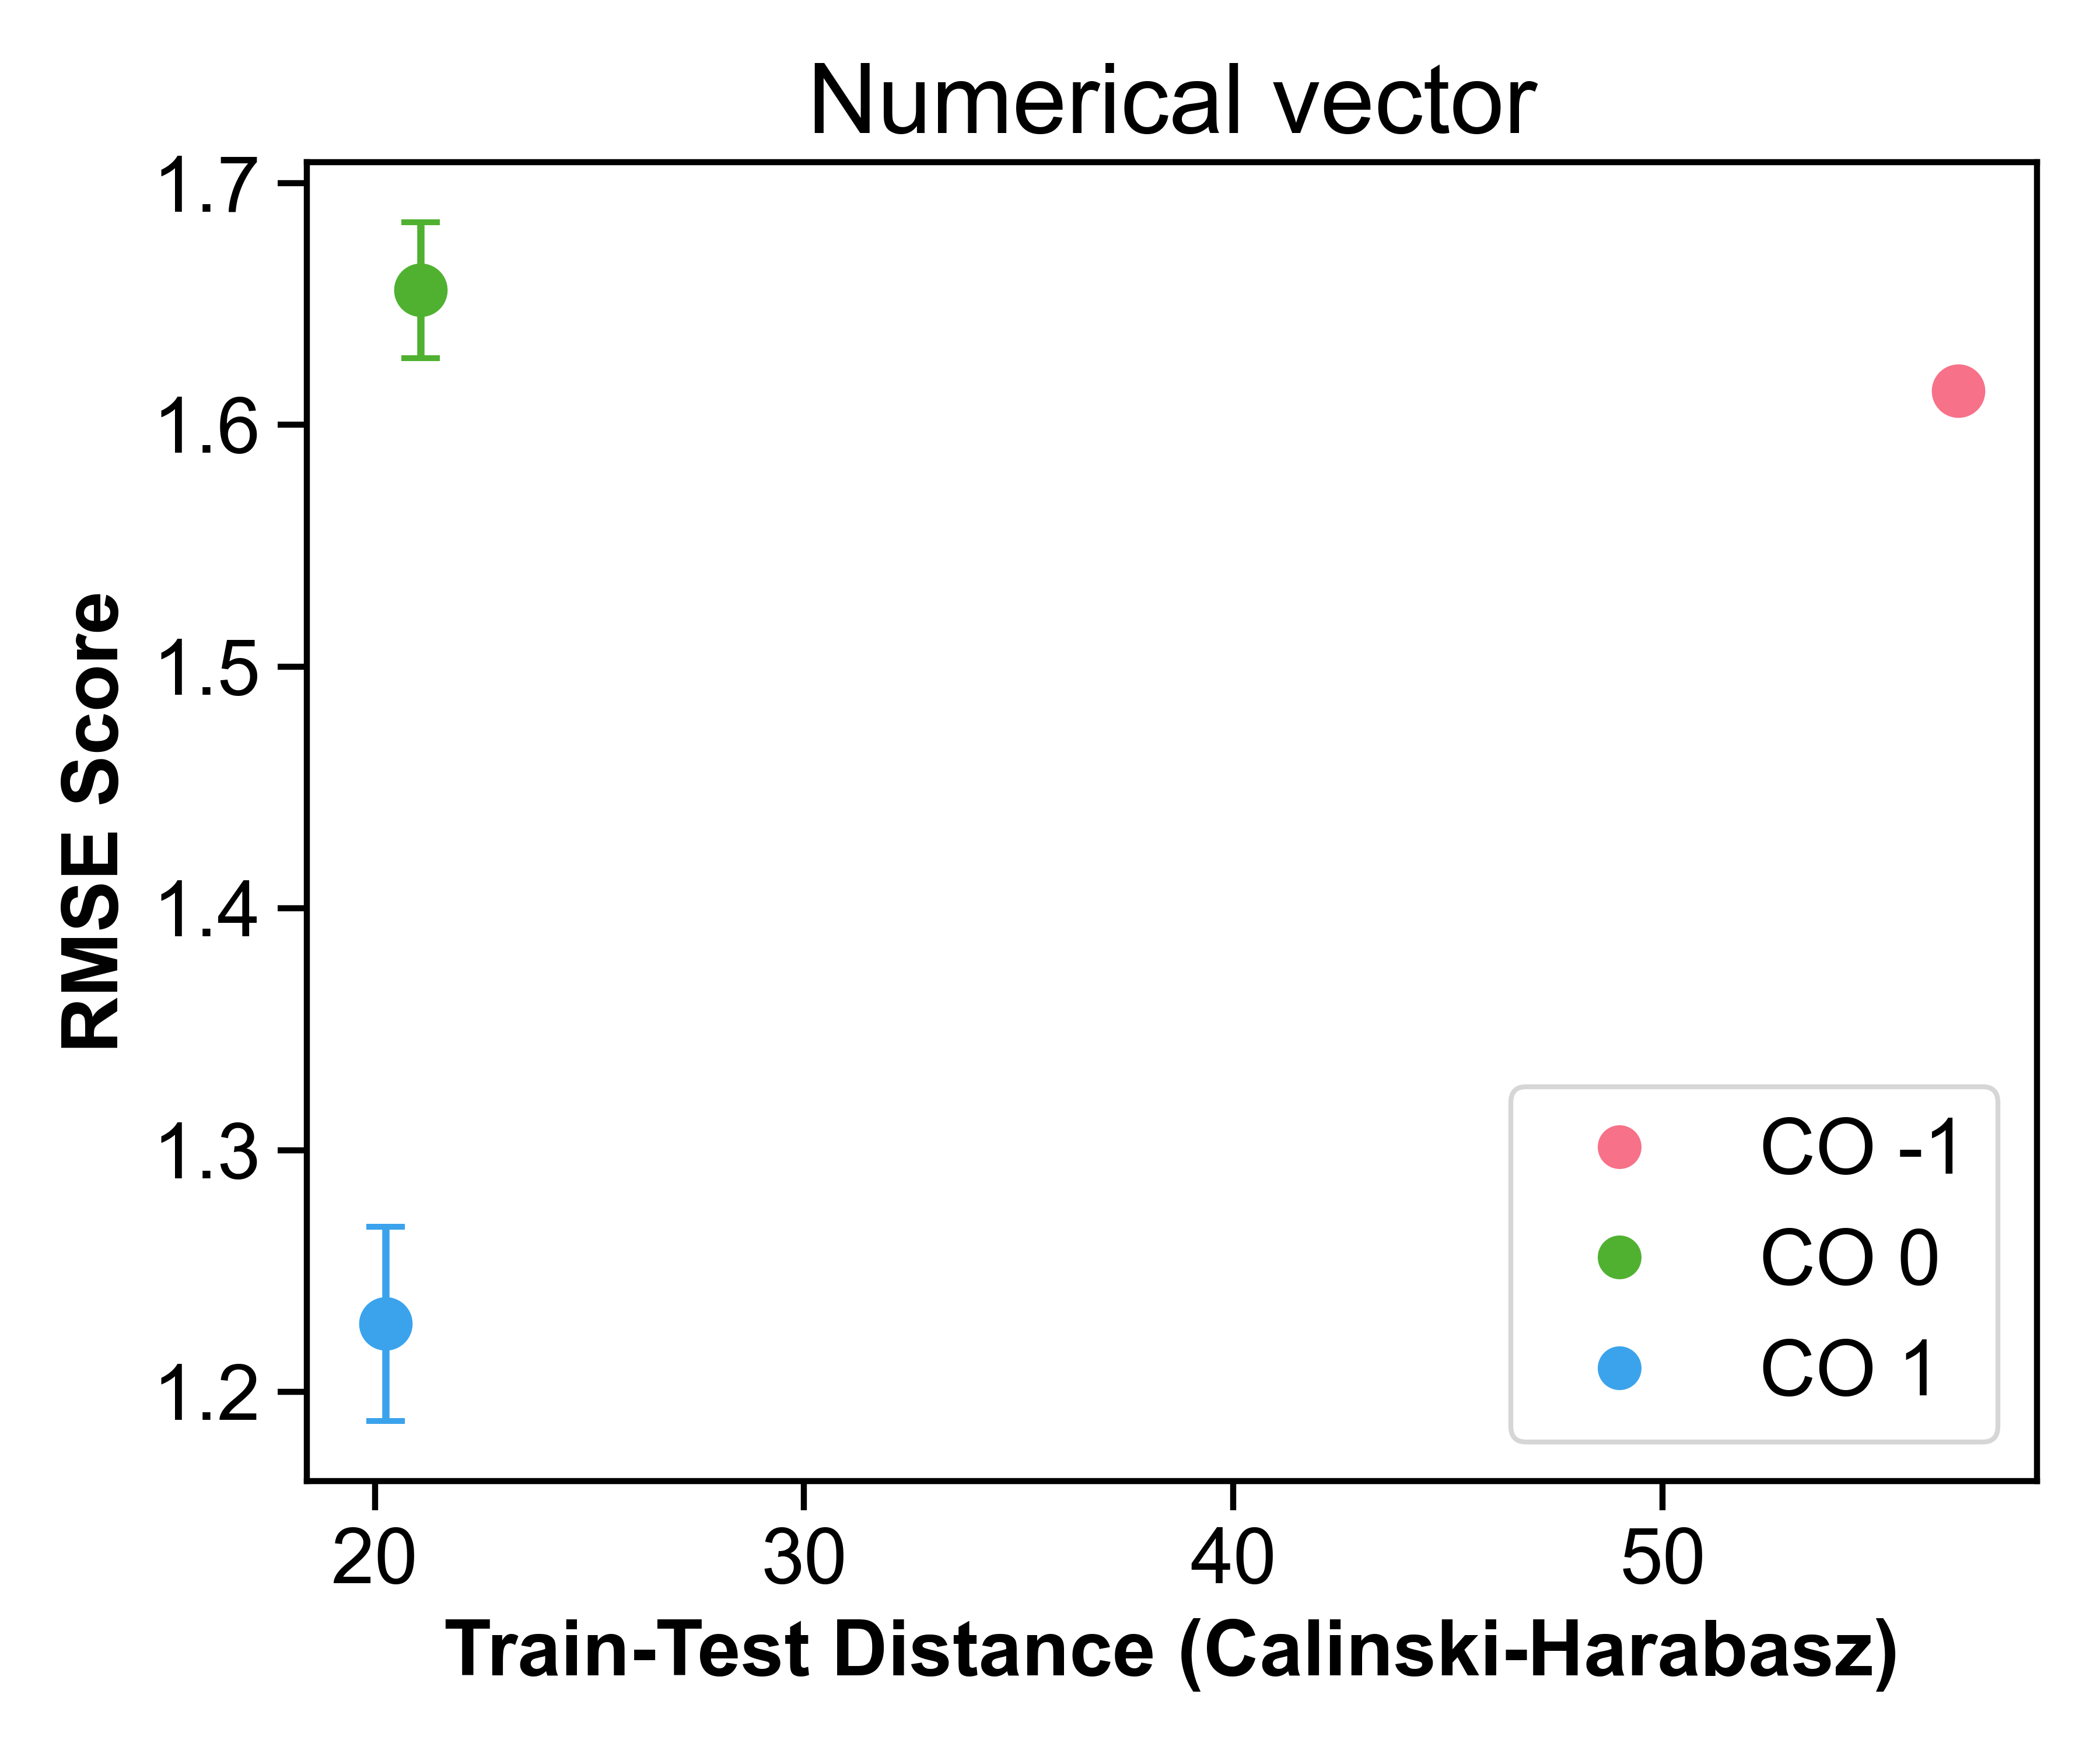 Numerical vector
1.7
1.6
1.5
1.4
1.3
1.2
RMSE Score
CO -1
CO 0
CO 1
20 30 40 50
Train-Test Distance (Calinski-Harabasz)